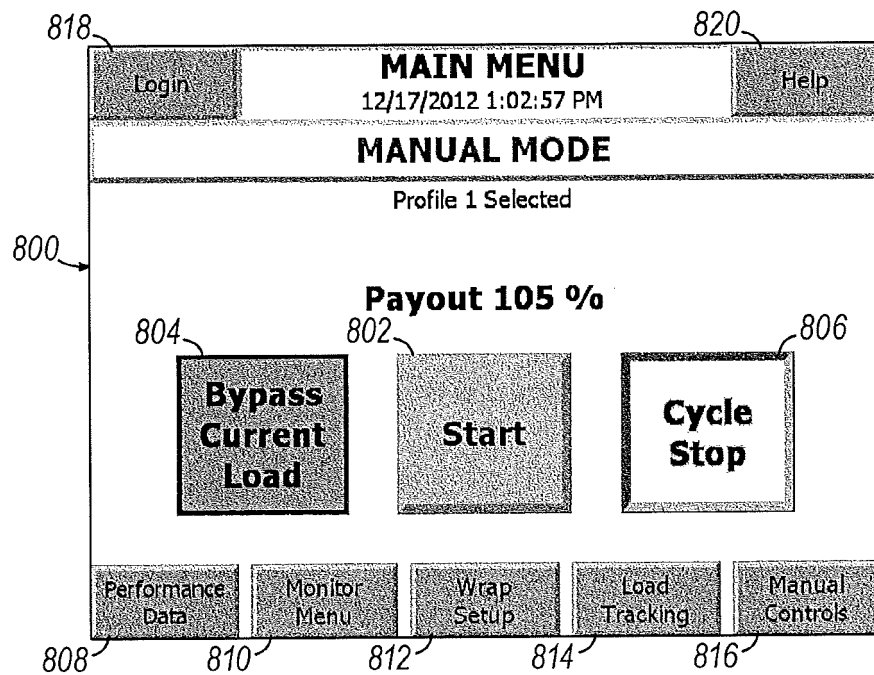 818
820
Login
MAIN MENU
12/17/2012 1:02:57 PM
Help
MANUAL MODE
Profile 1 Selected
800
Payout 105 %
804
802
806
Bypass
Current
Load
Start
Cycle
Stop
Performance
Data
Monitor
Menu
Wrap
Setup
Load
Tracking
Manual
Controls
808
810
812
814
816